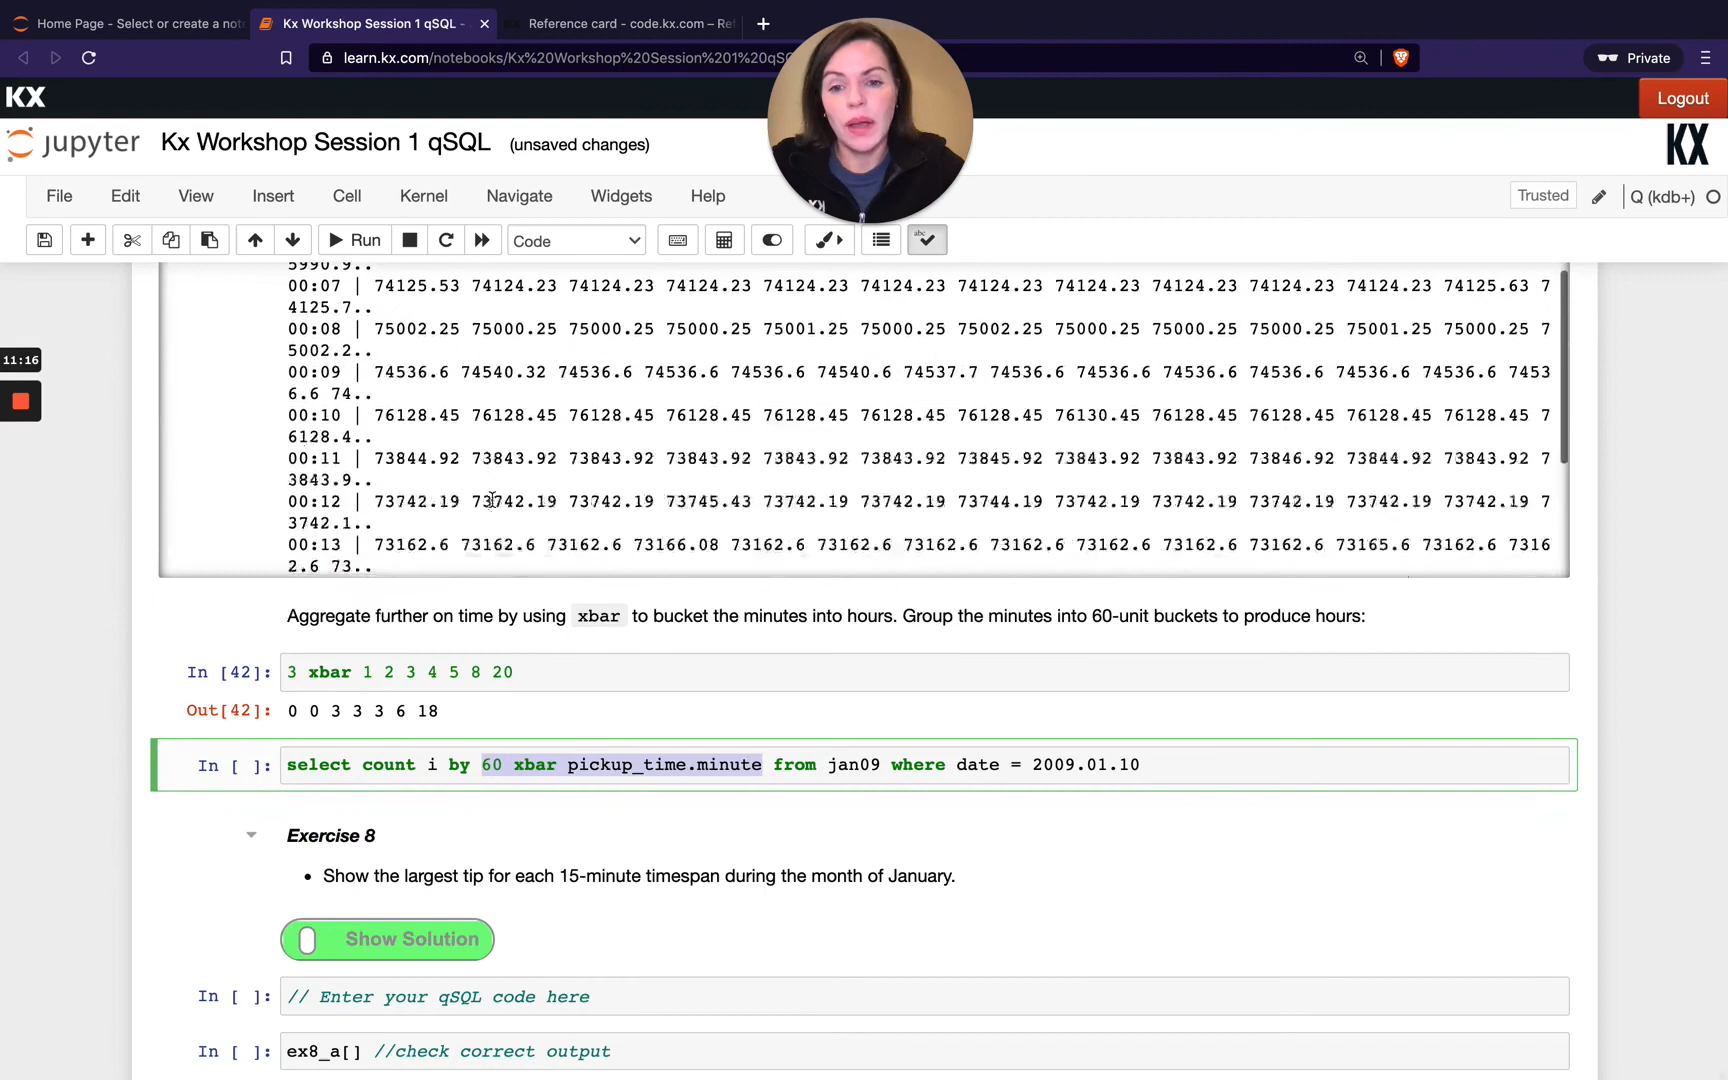 Home Page - Select or create a note
Kx Workshop Session 1 qSQL -
Reference card - code.kx.com – Ref
learn.kx.com/notebooks/Kx%20Workshop%20Session%201%20qS
Private
KX
Logout
jupyter
Kx Workshop Session 1 qSQL (unsaved changes)
KX
KX
File Edit View Insert Cell Kernel Navigate Widgets Help
Trusted
Q (kdb+)
Run
Code
abc
5990.9..
00:07 | 74125.53 74124.23 74124.23 74124.23 74124.23 74124.23 74124.23 74124.23 74124.23 74124.23 74125.63 7
4125.7..
11:16
00:08 | 75002.25 75000.25 75000.25 75000.25 75001.25 75000.25 75002.25 75000.25 75000.25 75001.25 75000.25 7
5002.2..
00:09 | 74536.6 74540.32 74536.6 74536.6 74536.6 74540.6 74537.7 74536.6 74536.6 74536.6 74536.6 74536.6 7453
6.6 74..
00:10 | 76128.45 76128.45 76128.45 76128.45 76128.45 76128.45 76128.45 76130.45 76128.45 76128.45 76128.45 7
6128.4..
00:11 | 73844.92 73843.92 73843.92 73843.92 73843.92 73843.92 73845.92 73843.92 73843.92 73846.92 73844.92 73843.92 7
3843.9..
00:12 | 73742.19 73742.19 73742.19 73745.43 73742.19 73742.19 73744.19 73742.19 73742.19 73742.19 73742.19 73742.19 7
3742.1..
00:13 | 73162.6 73162.6 73162.6 73166.08 73162.6 73162.6 73162.6 73162.6 73162.6 73162.6 73162.6 73165.6 73162.6 7316
2.6 73..
Aggregate further on time by using xbar to bucket the minutes into hours. Group the minutes into 60-unit buckets to produce hours:
In [42]: 3 xbar 1 2 3 4 5 8 20
Out[42]: 0 0 3 3 3 6 18
In [ ]: select count i by 60 xbar pickup_time.minute from jan09 where date = 2009.01.10
Exercise 8
• Show the largest tip for each 15-minute timespan during the month of January.
Show Solution
In [ ]: // Enter your qSQL code here
In [ ]: ex8_a[] //check correct output